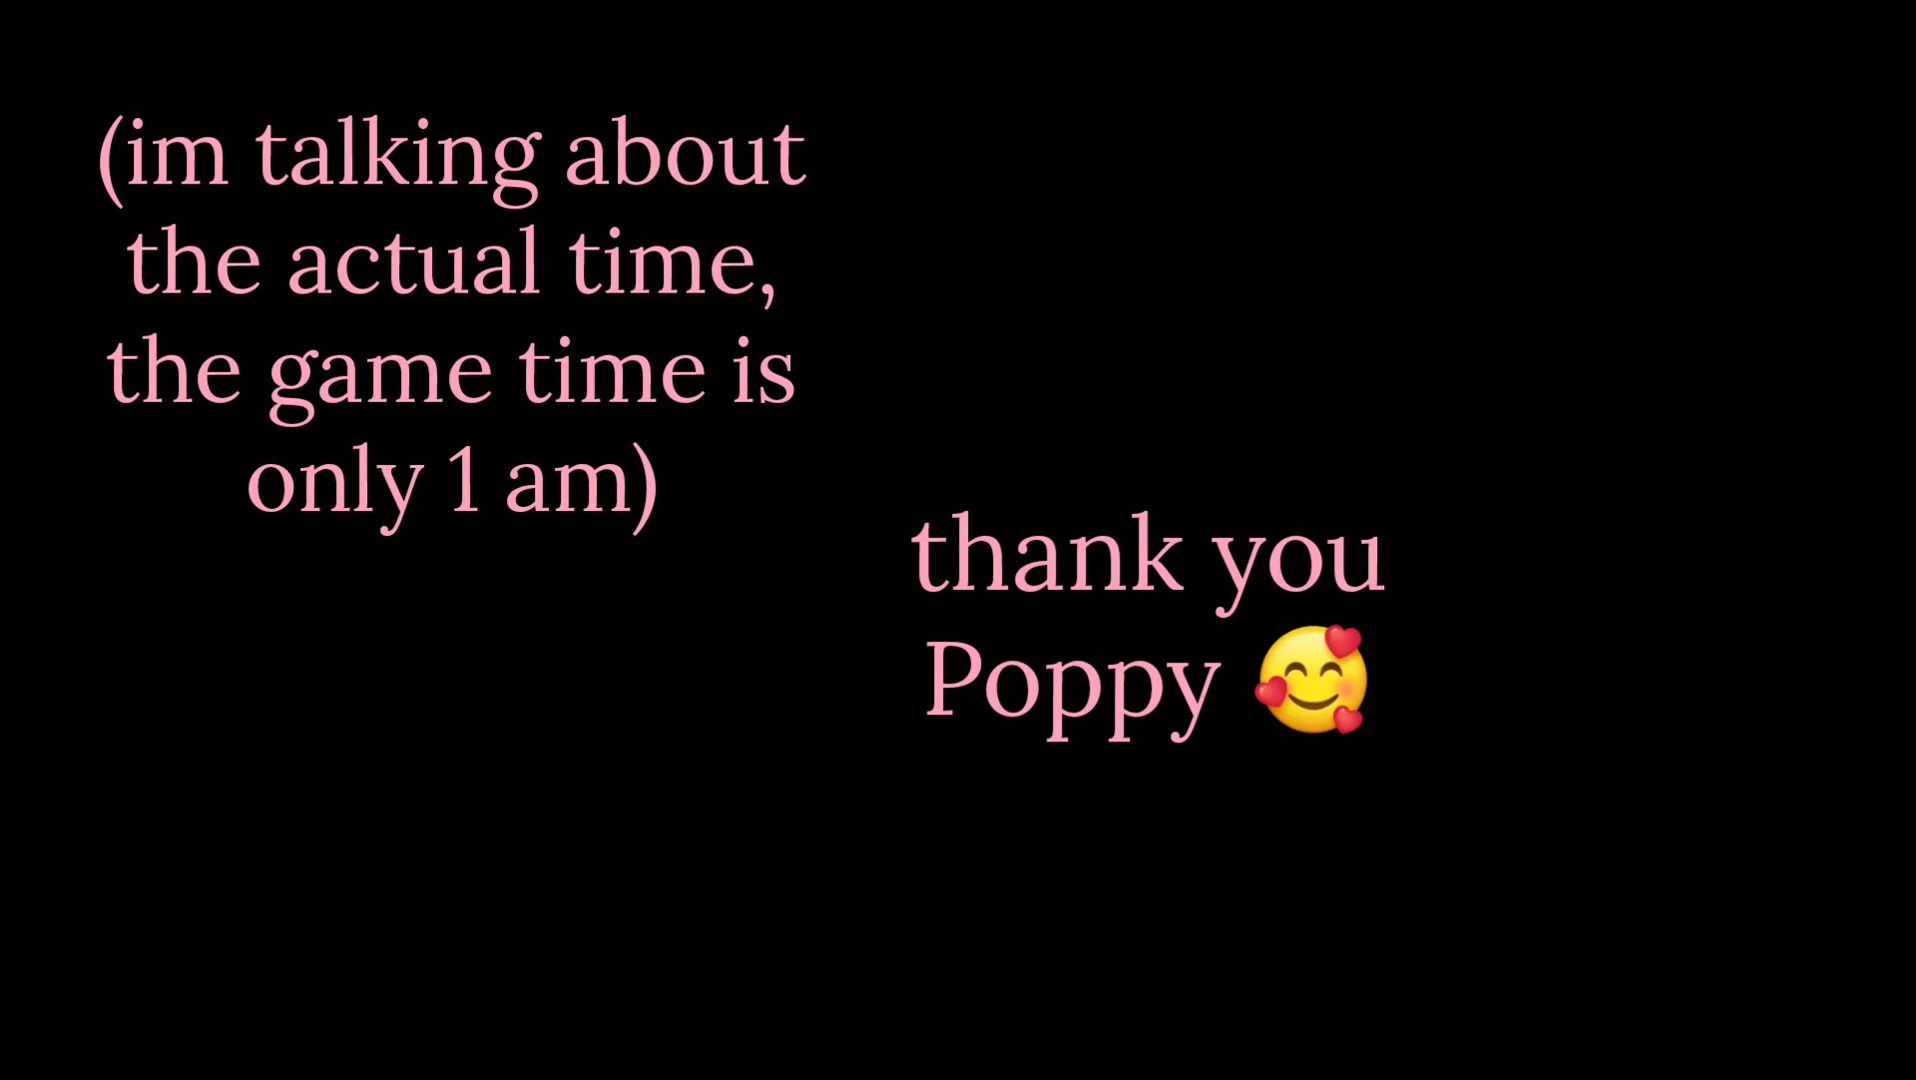 (im talking about
the actual time,
the game time is
only 1 am)
thank you
Poppy 🥰